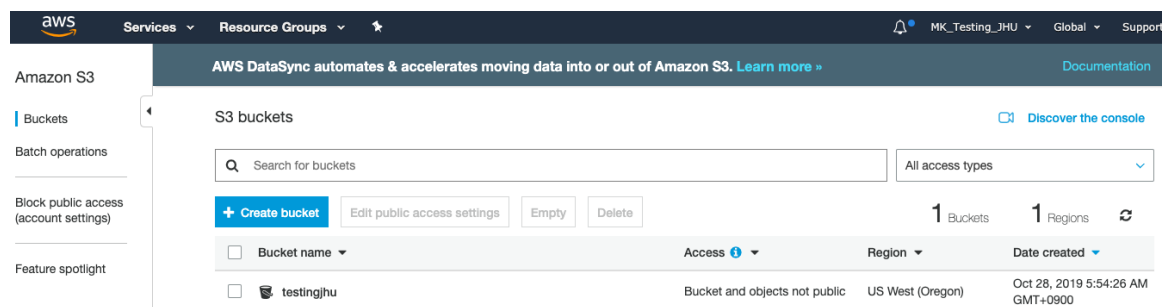 aws Services Resource Groups MK_Testing_JHU Global Support
Amazon S3
AWS DataSync automates & accelerates moving data into or out of Amazon S3. Learn more » Documentation
Buckets
Batch operations
Block public access
(account settings)
Feature spotlight
S3 buckets Discover the console
Search for buckets All access types
+ Create bucket Edit public access settings Empty Delete 1 Buckets 1 Regions
Bucket name Access Region Date created
testingjhu Bucket and objects not public US West (Oregon) Oct 28, 2019 5:54:26 AM
GMT+0900